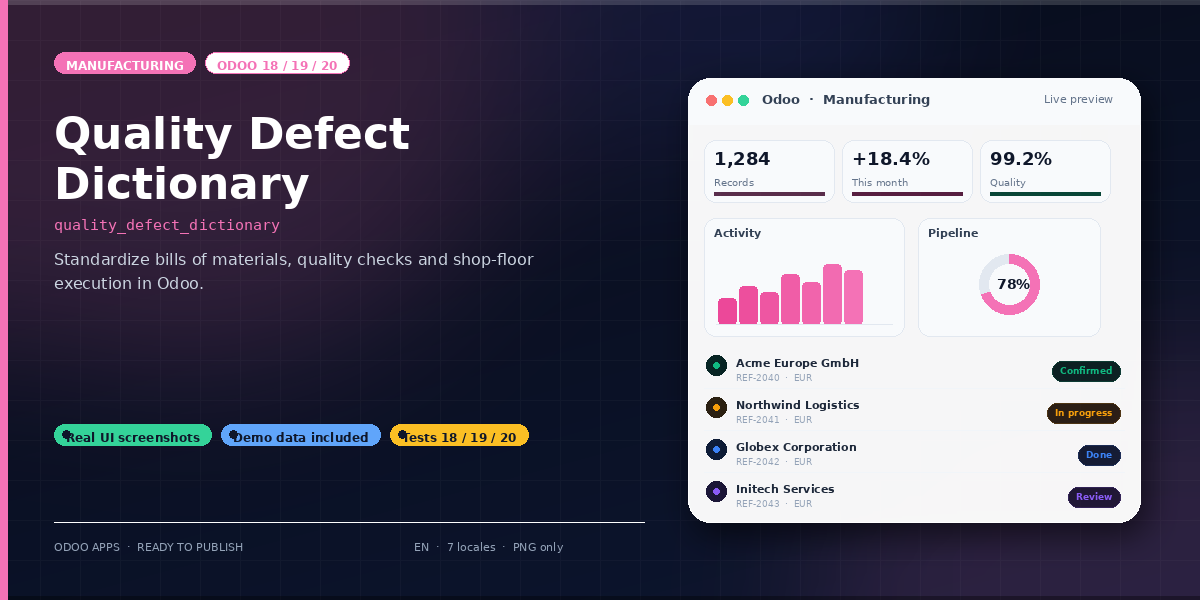 MANUFACTURING
ODOO 18 / 19 / 20
Quality Defect
Dictionary
quality_defect_dictionary
Standardize bills of materials, quality checks and shop-floor
execution in Odoo.
Real UI screenshots
Demo data included
Tests 18 / 19 / 20
ODOO APPS · READY TO PUBLISH
EN · 7 locales · PNG only
Odoo · Manufacturing
Live preview
1,284
Records
+18.4%
This month
99.2%
Quality
Activity
Pipeline
78%
Acme Europe GmbH
REF-2040 · EUR
Confirmed
Northwind Logistics
REF-2041 · EUR
In progress
Globex Corporation
REF-2042 · EUR
Done
Initech Services
REF-2043 · EUR
Review